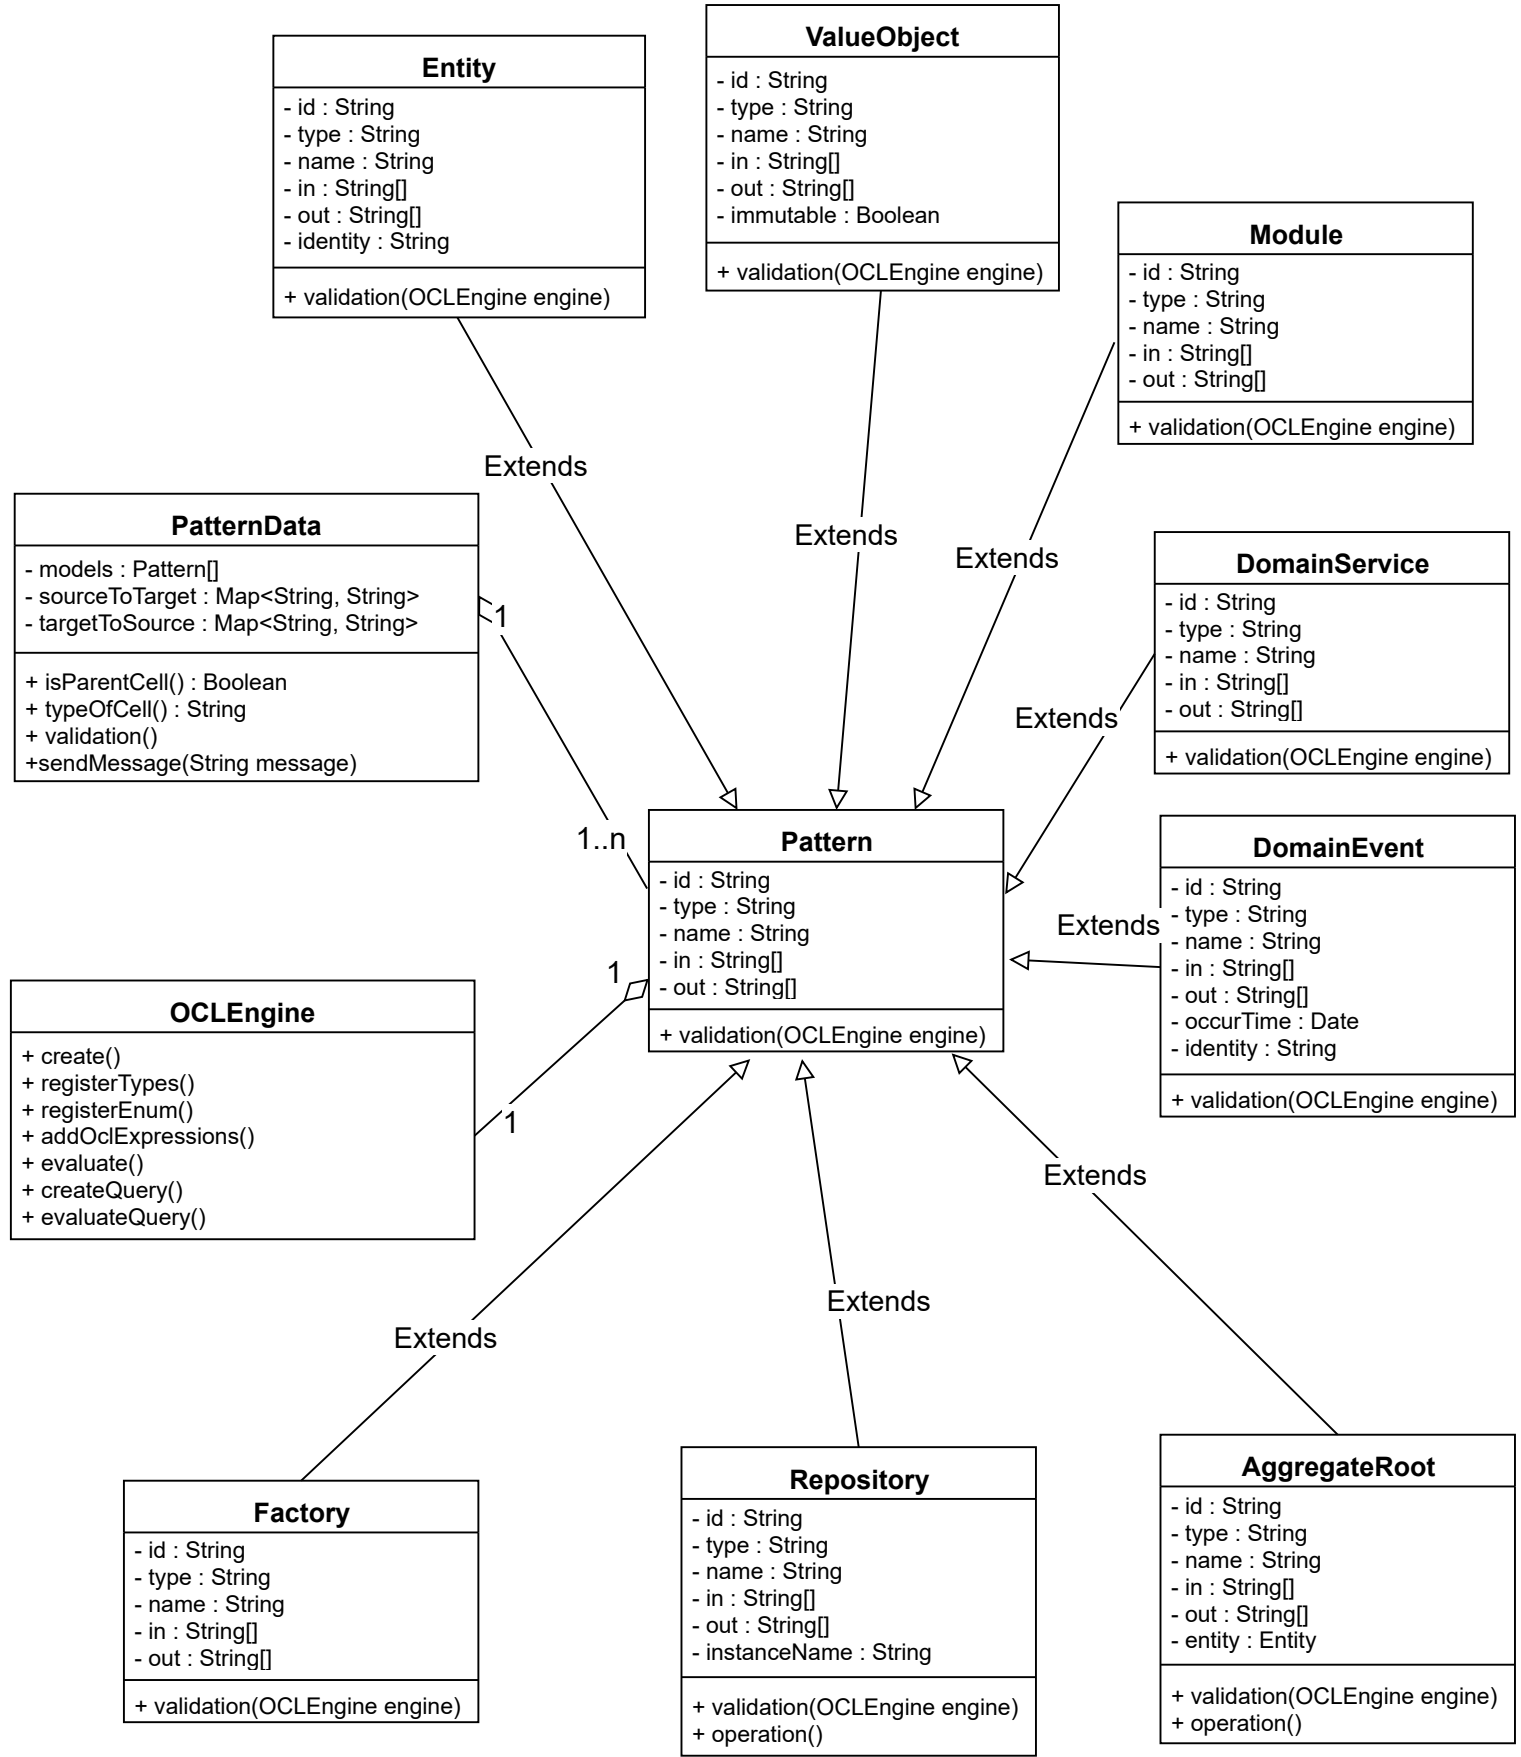 ValueObject
- id : String
- type : String
- name : String
- in : String[]
- out : String[]
- immutable : Boolean
+ validation(OCLEngine engine)
Entity
- id : String
- type : String
- name : String
- in : String[]
- out : String[]
- identity : String
+ validation(OCLEngine engine)
Module
- id : String
- type : String
- name : String
- in : String[]
- out : String[]
+ validation(OCLEngine engine)
Extends
Extends
Extends
PatternData
- models : Pattern[]
- sourceToTarget : Map<String, String>
- targetToSource : Map<String, String>
+ isParentCell() : Boolean
+ typeOfCell() : String
+ validation()
+sendMessage(String message)
1
1..n
DomainService
- id : String
- type : String
- name : String
- in : String[]
- out : String[]
+ validation(OCLEngine engine)
Extends
Pattern
- id : String
- type : String
- name : String
- in : String[]
- out : String[]
+ validation(OCLEngine engine)
DomainEvent
- id : String
- type : String
- name : String
- in : String[]
- out : String[]
- occurTime : Date
- identity : String
+ validation(OCLEngine engine)
Extends
1
1
OCLEngine
+ create()
+ registerTypes()
+ registerEnum()
+ addOclExpressions()
+ evaluate()
+ createQuery()
+ evaluateQuery()
Extends
Extends
Extends
Factory
- id : String
- type : String
- name : String
- in : String[]
- out : String[]
+ validation(OCLEngine engine)
Repository
- id : String
- type : String
- name : String
- in : String[]
- out : String[]
- instanceName : String
+ validation(OCLEngine engine)
+ operation()
AggregateRoot
- id : String
- type : String
- name : String
- in : String[]
- out : String[]
- entity : Entity
+ validation(OCLEngine engine)
+ operation()